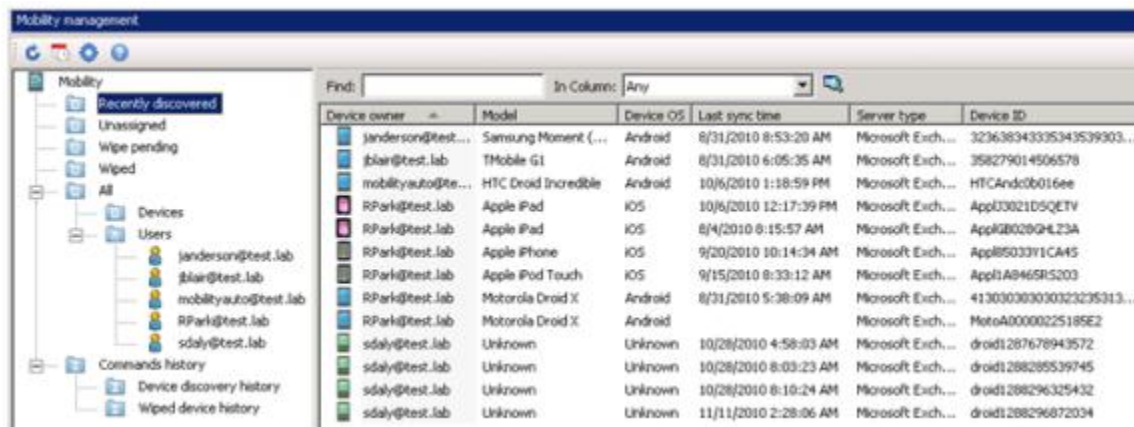 Mobility management
Mobility
Recently discovered
Unassigned
Wipe pending
Wiped
All
Devices
Users
janderson@test.lab
jblair@test.lab
mobilityauto@test.lab
RPark@test.lab
sdaly@test.lab
Commands history
Device discovery history
Wiped device history
Find: In Column: Any
Device owner Model Device OS Last sync time Server type Device ID
janderson@test... Samsung Moment (... Android 8/31/2010 8:53:20 AM Microsoft Exch... 323638343335343539303...
jblair@test.lab TMobile G1 Android 8/31/2010 6:05:35 AM Microsoft Exch... 358279014506578
mobilityauto@te... HTC Droid Incredible Android 10/6/2010 1:18:59 PM Microsoft Exch... HTCAndc0b016ee
RPark@test.lab Apple iPad iOS 10/6/2010 12:17:39 PM Microsoft Exch... ApplJ3021DSQETV
RPark@test.lab Apple iPad iOS 8/4/2010 8:15:57 AM Microsoft Exch... ApplGB028GHLZ3A
RPark@test.lab Apple iPhone iOS 9/20/2010 10:14:34 AM Microsoft Exch... Appl85033Y1CA4S
RPark@test.lab Apple iPod Touch iOS 9/15/2010 8:33:12 AM Microsoft Exch... Appl1A8465RS203
RPark@test.lab Motorola Droid X Android 8/31/2010 5:38:09 AM Microsoft Exch... 413030303030323235313...
RPark@test.lab Motorola Droid X Android Microsoft Exch... MotoA00000225185E2
sdaly@test.lab Unknown Unknown 10/28/2010 4:58:03 AM Microsoft Exch... droid1287678943572
sdaly@test.lab Unknown Unknown 10/28/2010 8:03:23 AM Microsoft Exch... droid1288285539745
sdaly@test.lab Unknown Unknown 10/28/2010 8:10:24 AM Microsoft Exch... droid1288296325432
sdaly@test.lab Unknown Unknown 11/11/2010 2:28:06 AM Microsoft Exch... droid1288296872034